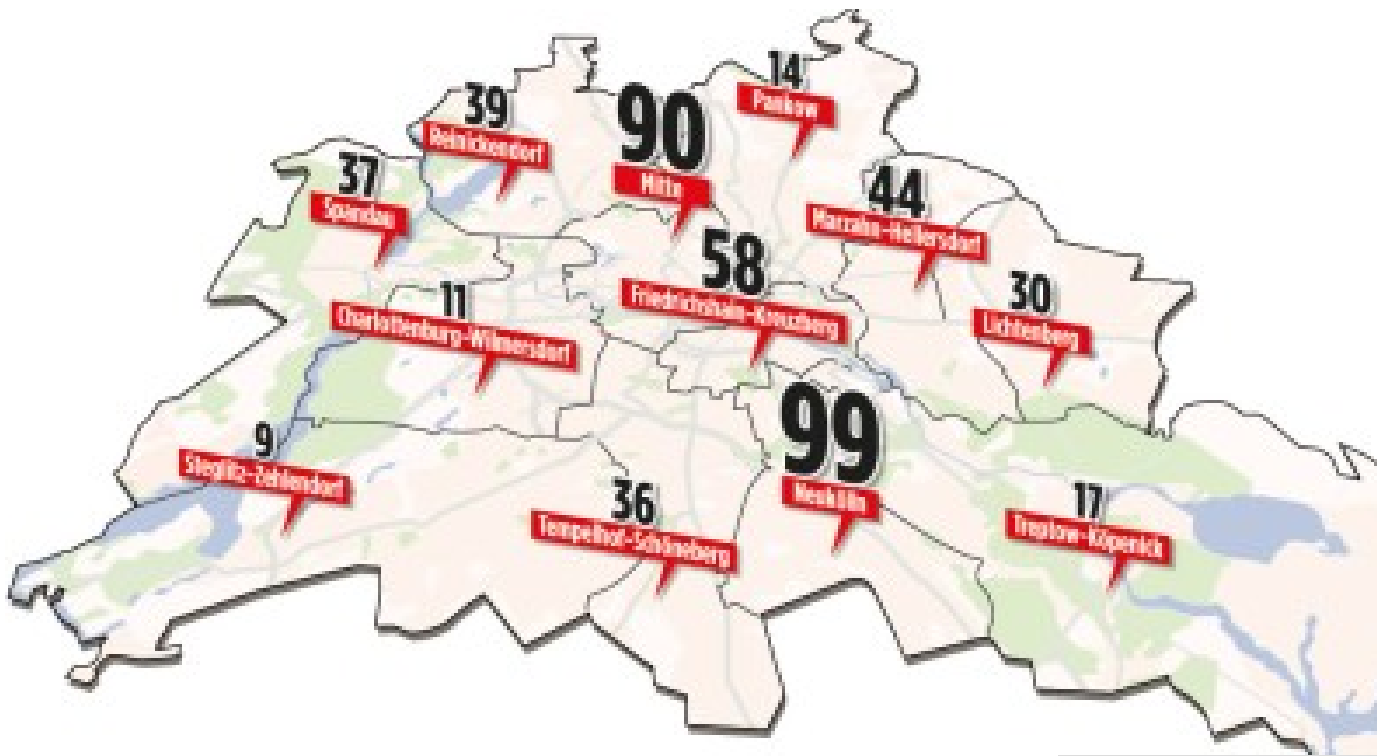 14
Pankow
39
Reinickendorf
90
Mitte
37
Spandau
44
Marzahn-Hellersdorf
58
Friedrichshain-Kreuzberg
30
Lichtenberg
11
Charlottenburg-Wilmersdorf
99
Neukölln
9
Steglitz-Zehlendorf
36
Tempelhof-Schöneberg
17
Treptow-Köpenick